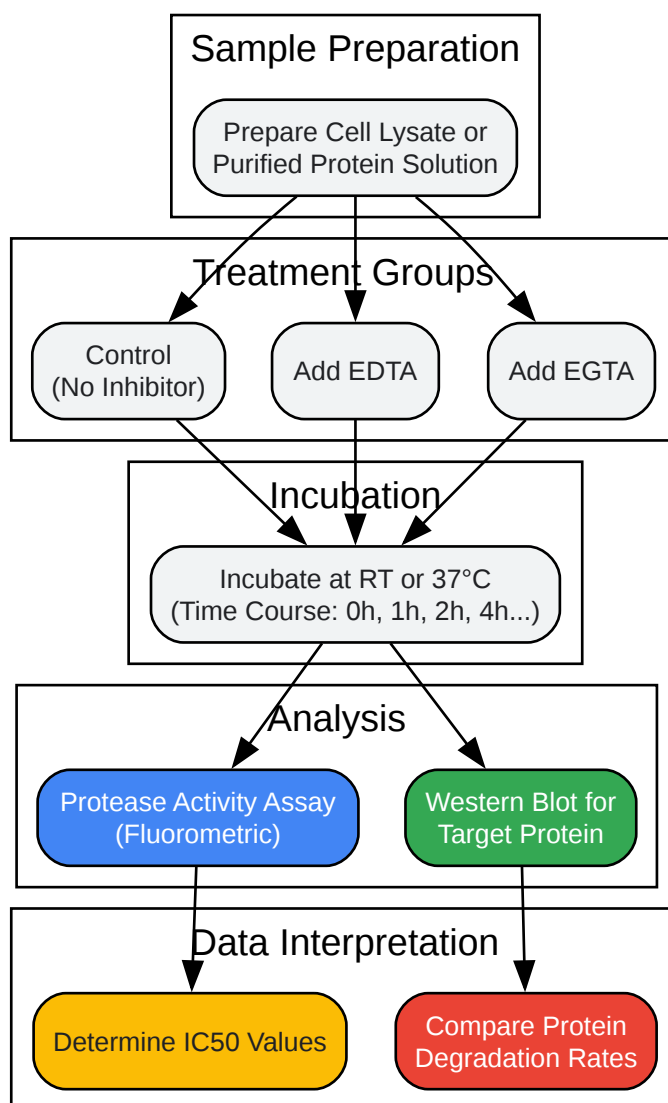 Sample Preparation
Prepare Cell Lysate or
Purified Protein Solution
Treatment Groups
Control
(No Inhibitor)
Add EDTA
Add EGTA
Incubation
Incubate at RT or 37°C
(Time Course: 0h, 1h, 2h, 4h...)
Analysis
Protease Activity Assay
(Fluorometric)
Western Blot for
Target Protein
Data Interpretation
Determine IC50 Values
Compare Protein
Degradation Rates